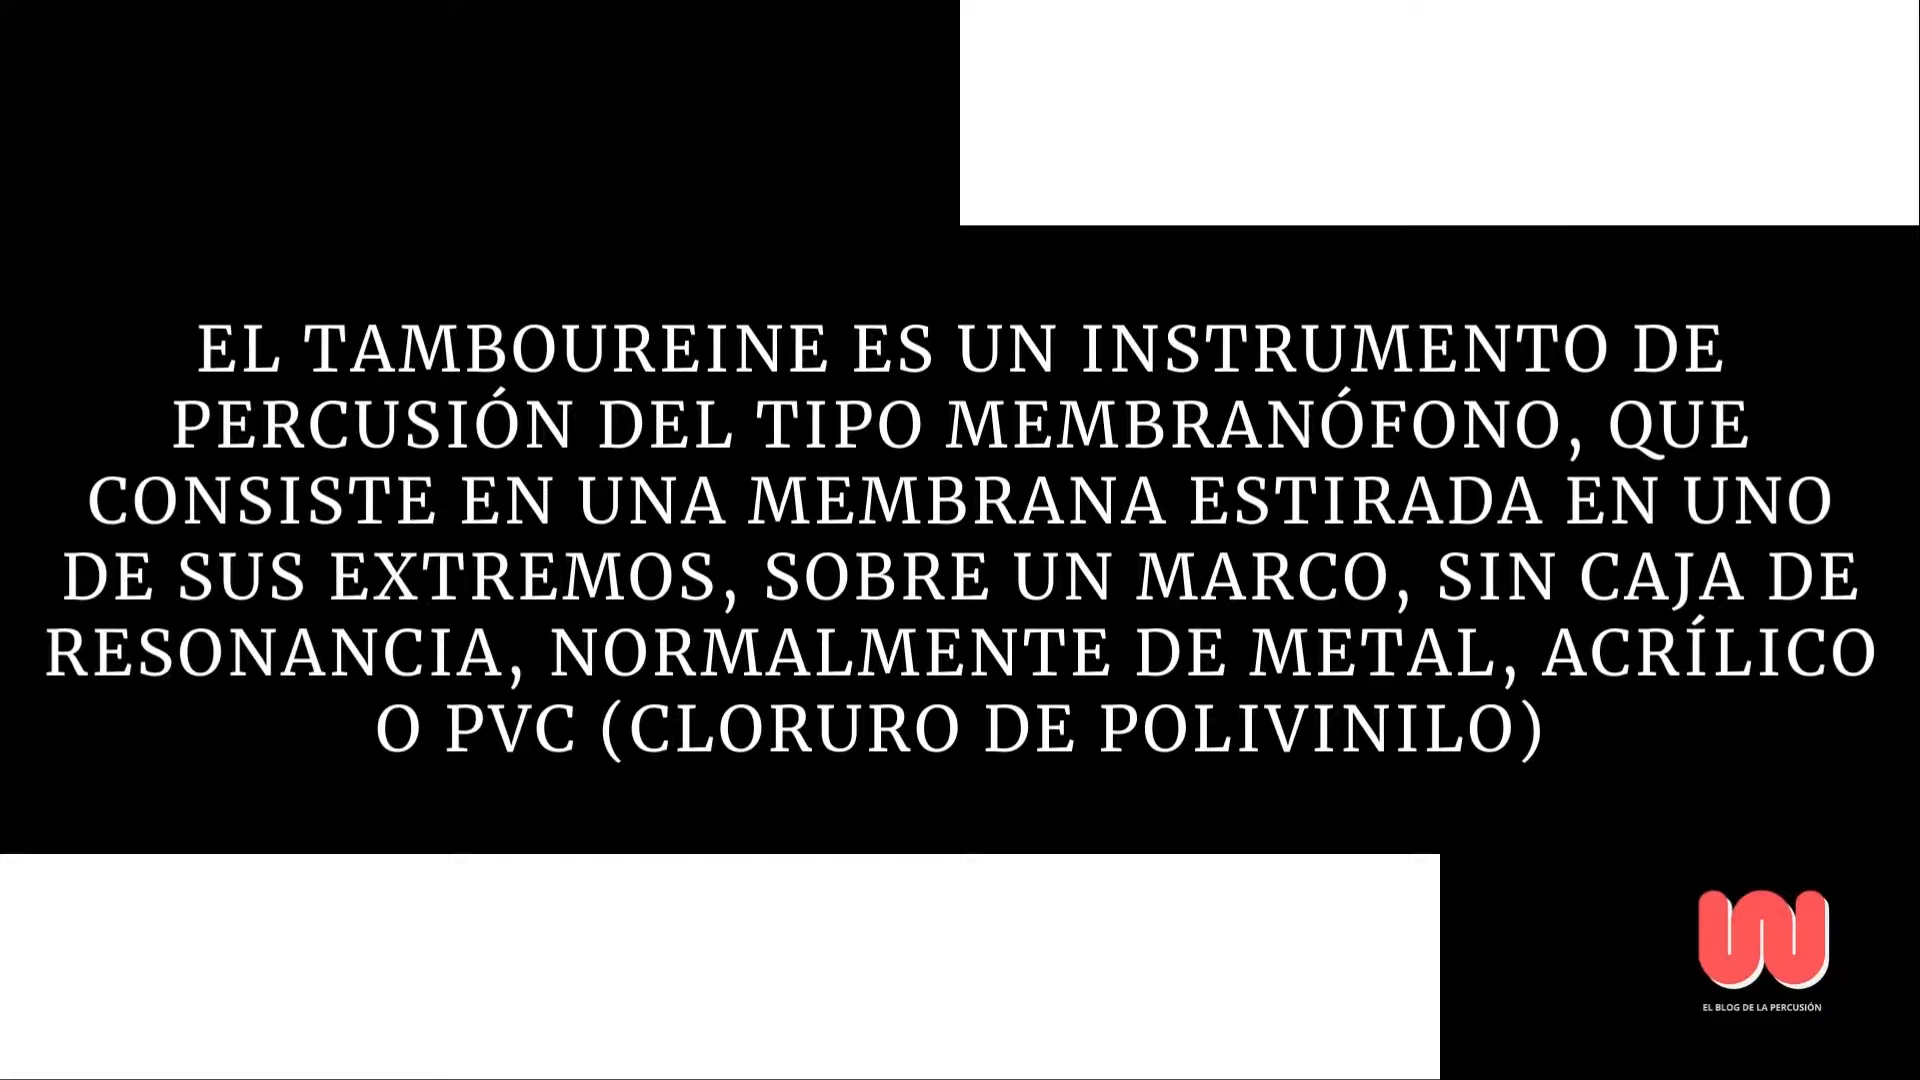 EL TAMBOUREINE ES UN INSTRUMENTO DE
PERCUSIÓN DEL TIPO MEMBRANÓFONO, QUE
CONSISTE EN UNA MEMBRANA ESTIRADA EN UNO
DE SUS EXTREMOS, SOBRE UN MARCO, SIN CAJA DE
RESONANCIA, NORMALMENTE DE METAL, ACRÍLICO
O PVC (CLORURO DE POLIVINILO)
EL BLOG DE LA PERCUSIÓN